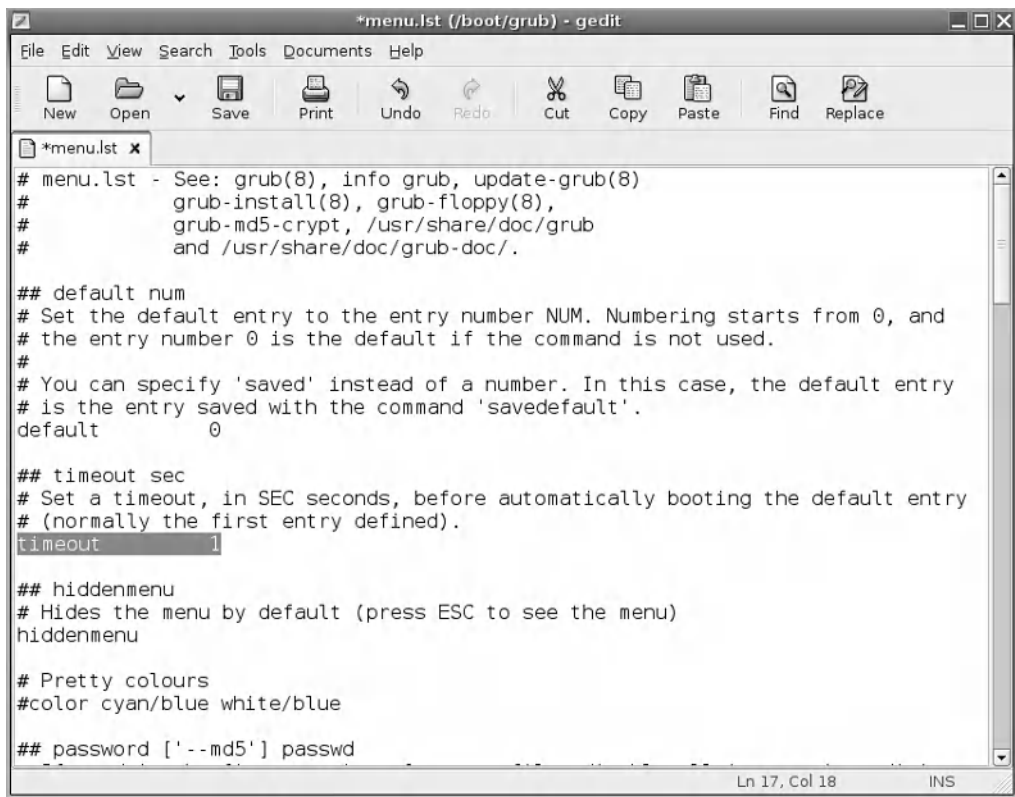 *menu.lst (/boot/grub) - gedit
File Edit View Search Tools Documents Help
New Open Save Print Undo Redo Cut Copy Paste Find Replace
*menu.lst x
# menu.lst - See: grub(8), info grub, update-grub(8)
#            grub-install(8), grub-floppy(8),
#            grub-md5-crypt, /usr/share/doc/grub
#            and /usr/share/doc/grub-doc/.
## default num
# Set the default entry to the entry number NUM. Numbering starts from 0, and
# the entry number 0 is the default if the command is not used.
#
# You can specify 'saved' instead of a number. In this case, the default entry
# is the entry saved with the command 'savedefault'.
default         0
## timeout sec
# Set a timeout, in SEC seconds, before automatically booting the default entry
# (normally the first entry defined).
timeout         1
## hiddenmenu
# Hides the menu by default (press ESC to see the menu)
hiddenmenu
# Pretty colours
#color cyan/blue white/blue
## password ['--md5'] passwd
Ln 17, Col 18 INS